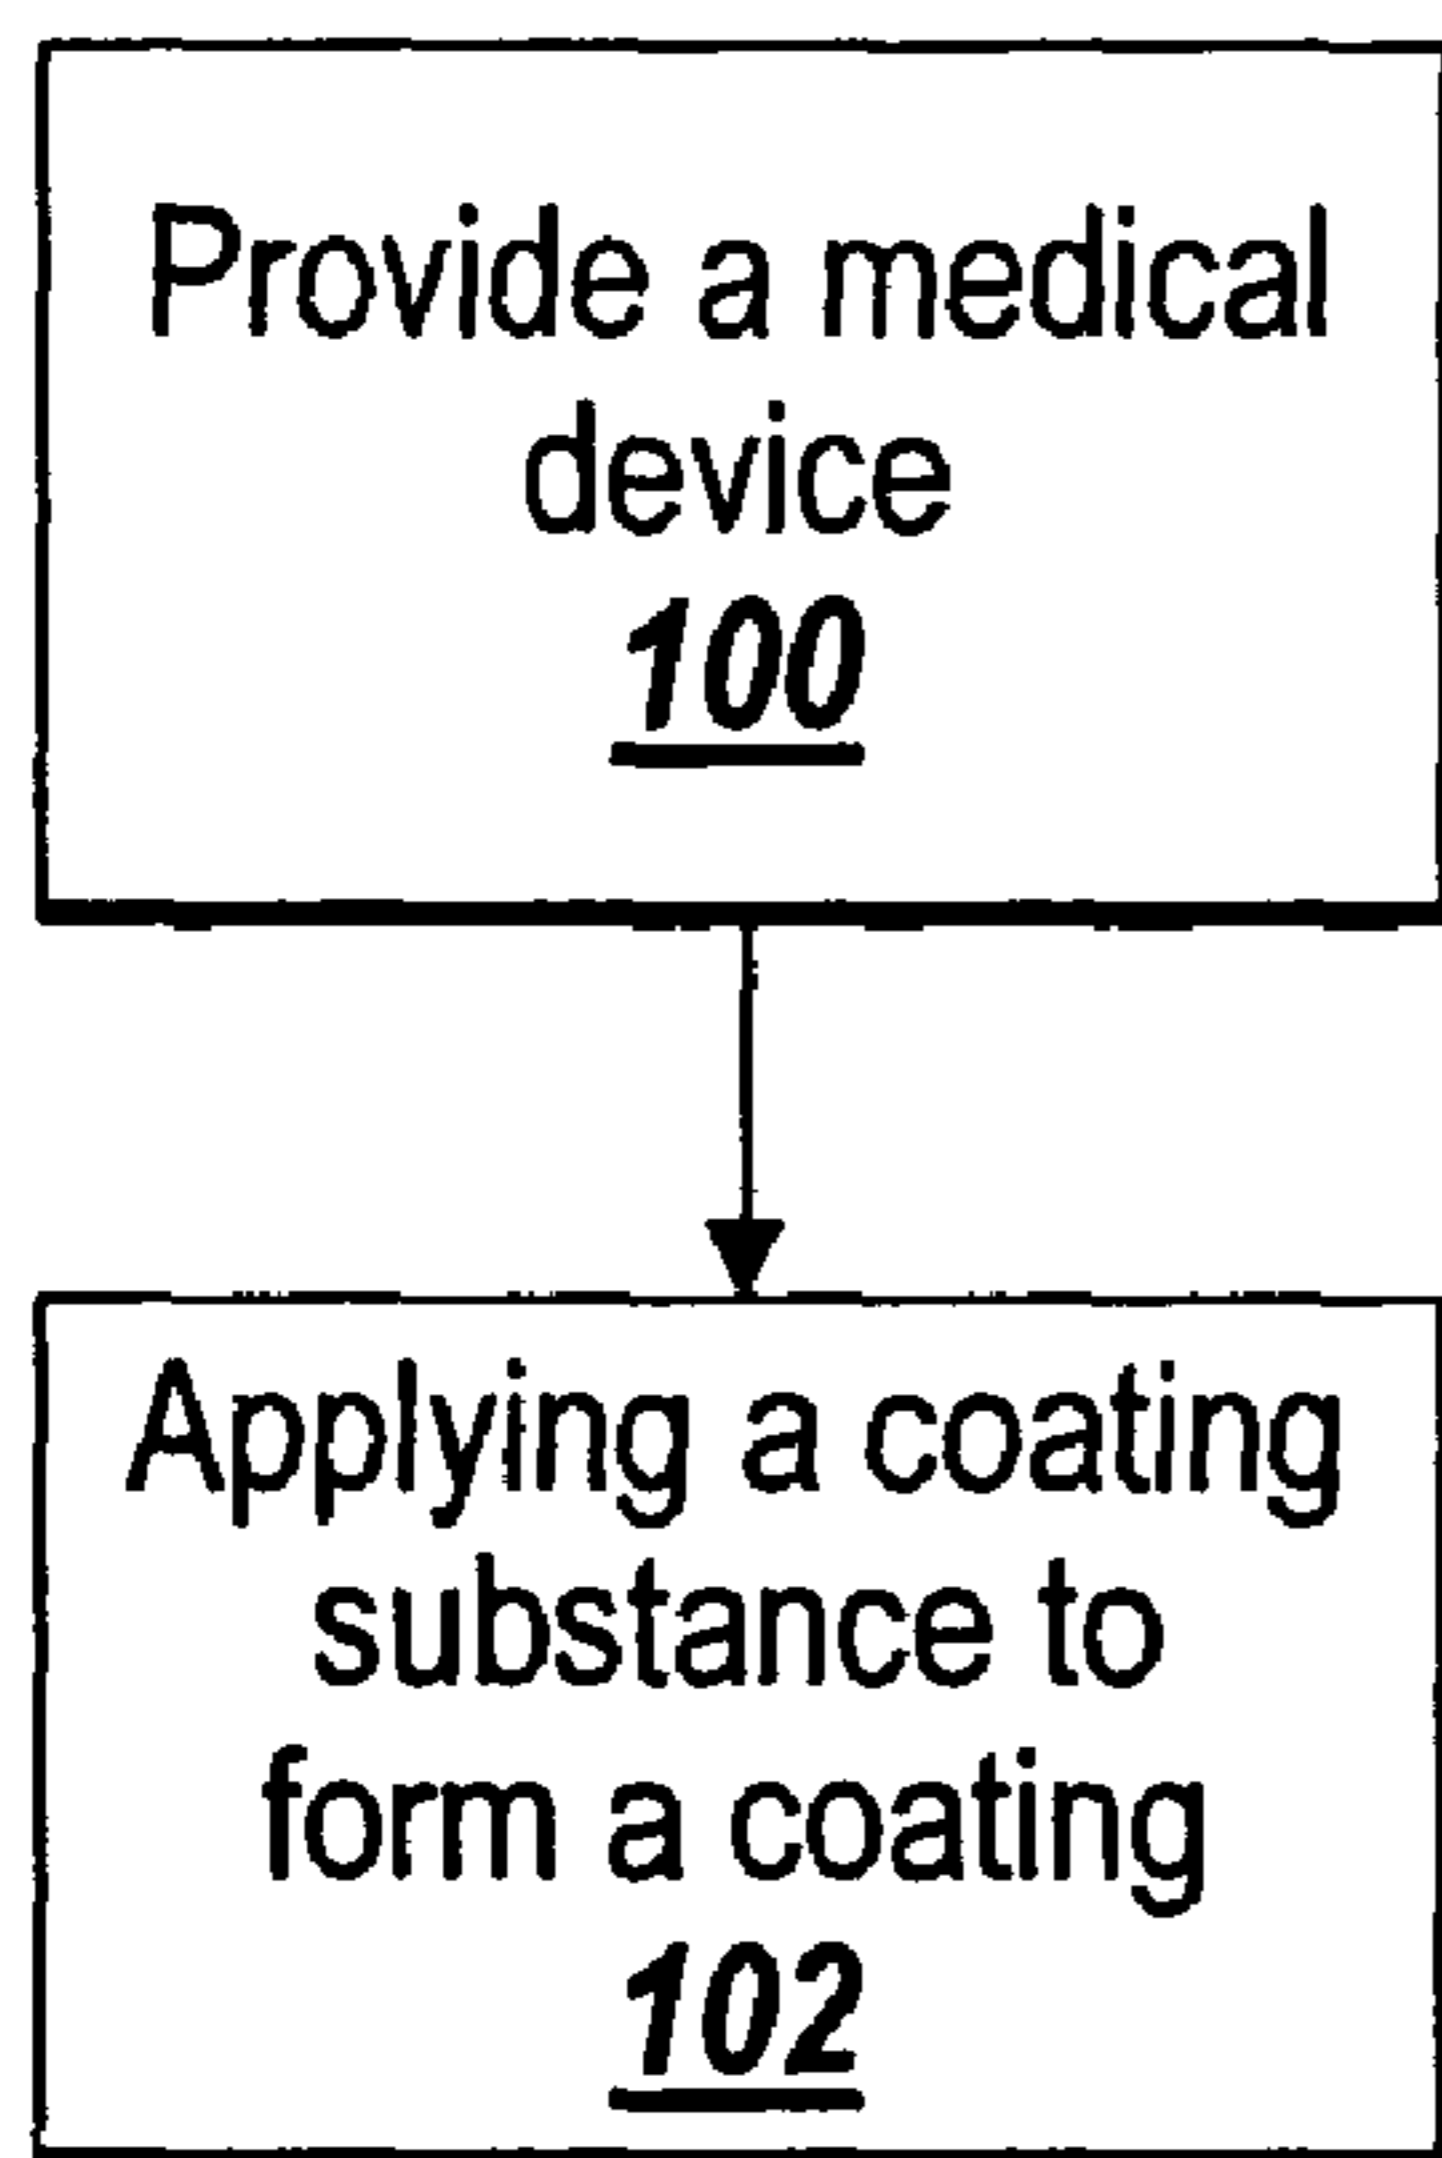 Provide a medical
device
100
Applying a coating
substance to
form a coating
102